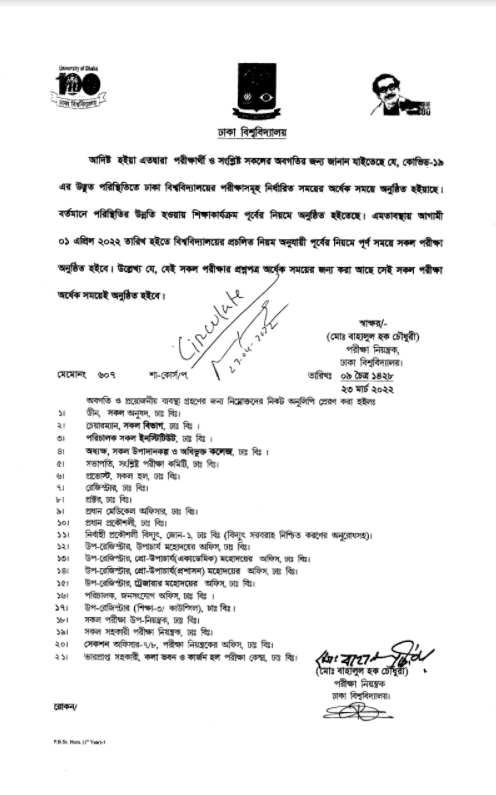 University of Dhaka
100
ঢাকা বিশ্ববিদ্যালয়
ঢাকা বিশ্ববিদ্যালয়
আদিষ্ট হইয়া এতদ্বারা পরীক্ষার্থী ও সংশ্লিষ্ট সকলের অবগতির জন্য জানান যাইতেছে যে, কোভিড-১৯
এর উদ্ভূত পরিস্থিতিতে ঢাকা বিশ্ববিদ্যালয়ের পরীক্ষাসমূহ নির্ধারিত সময়ের অর্ধেক সময়ে অনুষ্ঠিত হইয়াছে।
বর্তমানে পরিস্থিতির উন্নতি হওয়ায় শিক্ষাকার্যক্রম পূর্বের নিয়মে অনুষ্ঠিত হইতেছে। এমতাবস্থায় আগামী
০১ এপ্রিল ২০২২ তারিখ হইতে বিশ্ববিদ্যালয়ের প্রচলিত নিয়ম অনুযায়ী পূর্বের নিয়মে পূর্ণ সময়ে সকল পরীক্ষা
অনুষ্ঠিত হইবে। উল্লেখ্য যে, যেই সকল পরীক্ষার প্রশ্নপত্র অর্ধেক সময়ের জন্য করা আছে সেই সকল পরীক্ষা
অর্ধেক সময়েই অনুষ্ঠিত হইবে।
Circulate
স্বাক্ষর/-
(মোঃ বাহালুল হক চৌধুরী)
পরীক্ষা নিয়ন্ত্রক,
ঢাকা বিশ্ববিদ্যালয়।
মেমোনং ৬০৭ শা-কোর্স/প, তারিখঃ ০৯ চৈত্র ১৪২৮
২৩ মার্চ ২০২২
অবগতি ও প্রয়োজনীয় ব্যবস্থা গ্রহণের জন্য নিম্নোক্তদের নিকট অনুলিপি প্রেরণ করা হইলঃ
১। ডীন, সকল অনুষদ, ঢাঃ বিঃ।
২। চেয়ারম্যান, সকল বিভাগ, ঢাঃ বিঃ ।
৩। পরিচালক সকল ইনস্টিটিউট, ঢাঃ বিঃ ।
৪। অধ্যক্ষ, সকল উপাদানকল্প ও অধিভুক্ত কলেজ, ঢাঃ বিঃ ।
৫। সভাপতি, সংশ্লিষ্ট পরীক্ষা কমিটি, ঢাঃ বিঃ।
৬। প্রভোস্ট, সকল হল, ঢাঃ বিঃ।
৭। রেজিস্ট্রার, ঢাঃ বিঃ।
৮। প্রক্টর, ঢাঃ বিঃ।
৯। প্রধান মেডিকেল অফিসার, ঢাঃ বিঃ।
১০। প্রধান প্রকৌশলী, ঢাঃ বিঃ।
১১। নির্বাহী প্রকৌশলী বিদ্যুৎ, জোন-১, ঢাঃ বিঃ (বিদ্যুৎ সরবরাহ নিশ্চিত করণের অনুরোধসহ)।
১২। উপ-রেজিস্ট্রার, উপাচার্য মহোদয়ের অফিস, ঢাঃ বিঃ।
১৩। উপ-রেজিস্ট্রার, প্রো-উপাচার্য(একাডেমিক) মহোদয়ের অফিস, ঢাঃ বিঃ।
১৪। উপ-রেজিস্ট্রার, প্রো-উপাচার্য(প্রশাসন) মহোদয়ের অফিস, ঢাঃ বিঃ।
১৫। উপ-রেজিস্ট্রার, ট্রেজারার মহোদয়ের অফিস, ঢাঃ বিঃ।
১৬। পরিচালক, জনসংযোগ অফিস, ঢাঃ বিঃ ।
১৭। উপ-রেজিস্ট্রার (শিক্ষা-৩/ কাউন্সিল), ঢাঃ বিঃ।
১৮। সকল পরীক্ষা উপ-নিয়ন্ত্রক, ঢাঃ বিঃ।
১৯। সকল সহকারী পরীক্ষা নিয়ন্ত্রক, ঢাঃ বিঃ।
২০। সেকশন অফিসার-৭/৮, পরীক্ষা নিয়ন্ত্রকের অফিস, ঢাঃ বিঃ।
২১। ভারপ্রাপ্ত সহকারী, কলা ভবন ও কার্জন হল পরীক্ষা কেন্দ্র, ঢাঃ বিঃ।
(মোঃ বাহালুল হক চৌধুরী)
পরীক্ষা নিয়ন্ত্রক
ঢাকা বিশ্ববিদ্যালয়।
রোকন/
P.B.Sc. Hons. (1st Year)-1